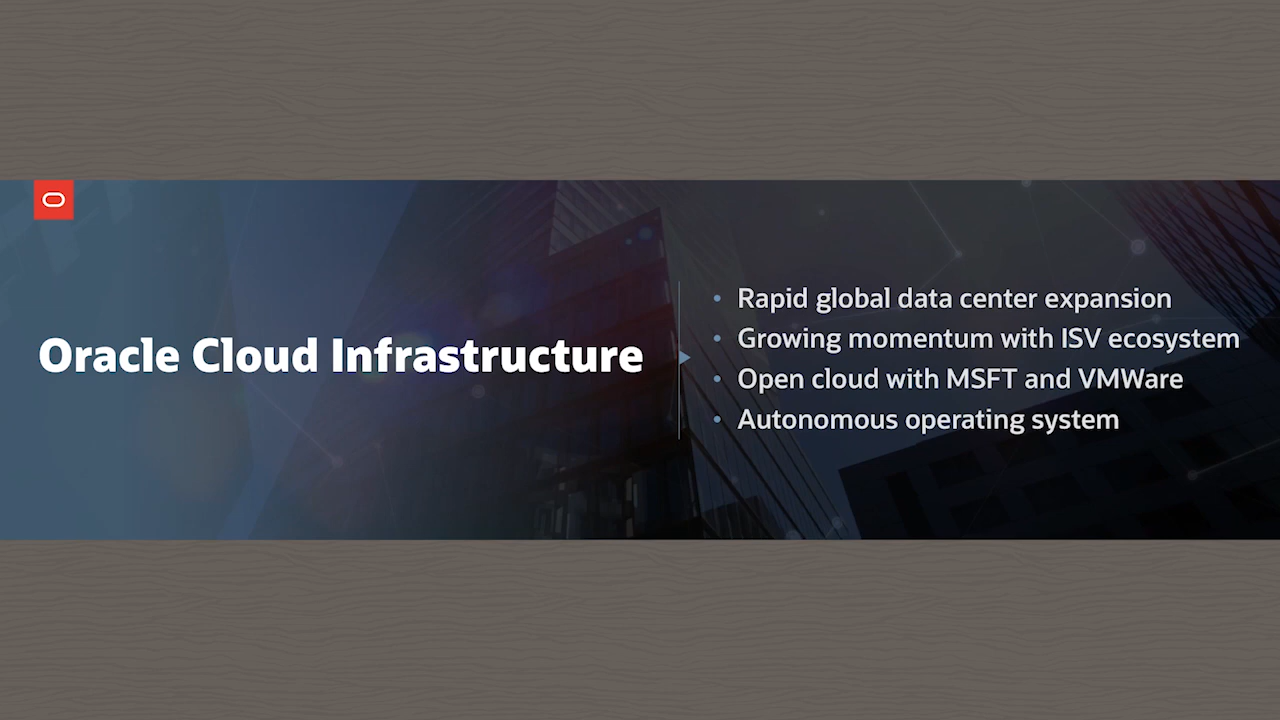 Oracle Cloud Infrastructure
• Rapid global data center expansion
• Growing momentum with ISV ecosystem
• Open cloud with MSFT and VMWare
• Autonomous operating system